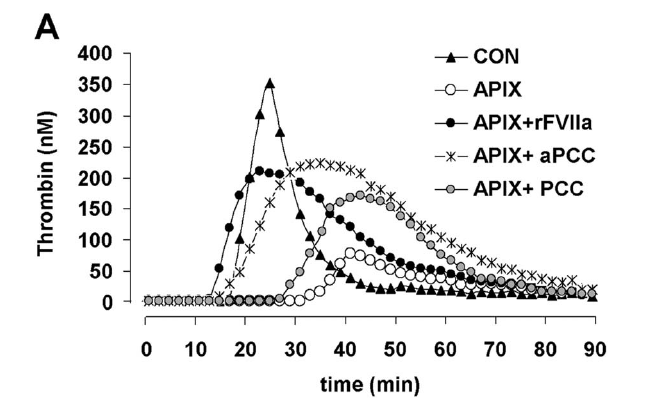 A
400
350
300
250
200
150
100
50
0
Thrombin (nM)
CON
APIX
APIX+rFVIIa
APIX+ aPCC
APIX+ PCC
0 10 20 30 40 50 60 70 80 90
time (min)